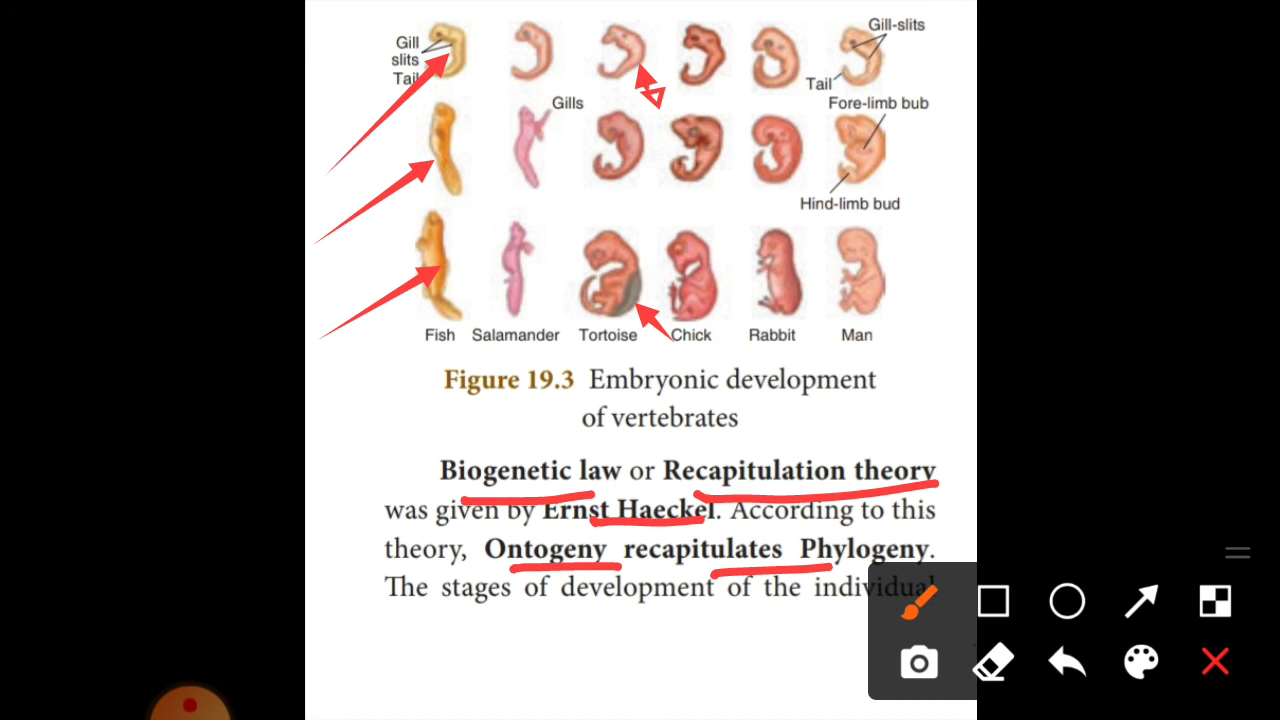 Gill
slits
Tail
Gill-slits
Tail
Gills
Fore-limb bub
Hind-limb bud
Fish Salamander Tortoise Chick Rabbit Man
Figure 19.3 Embryonic development
of vertebrates
Biogenetic law or Recapitulation theory
was given by Ernst Haeckel. According to this
theory, Ontogeny recapitulates Phylogeny.
The stages of development of the individual